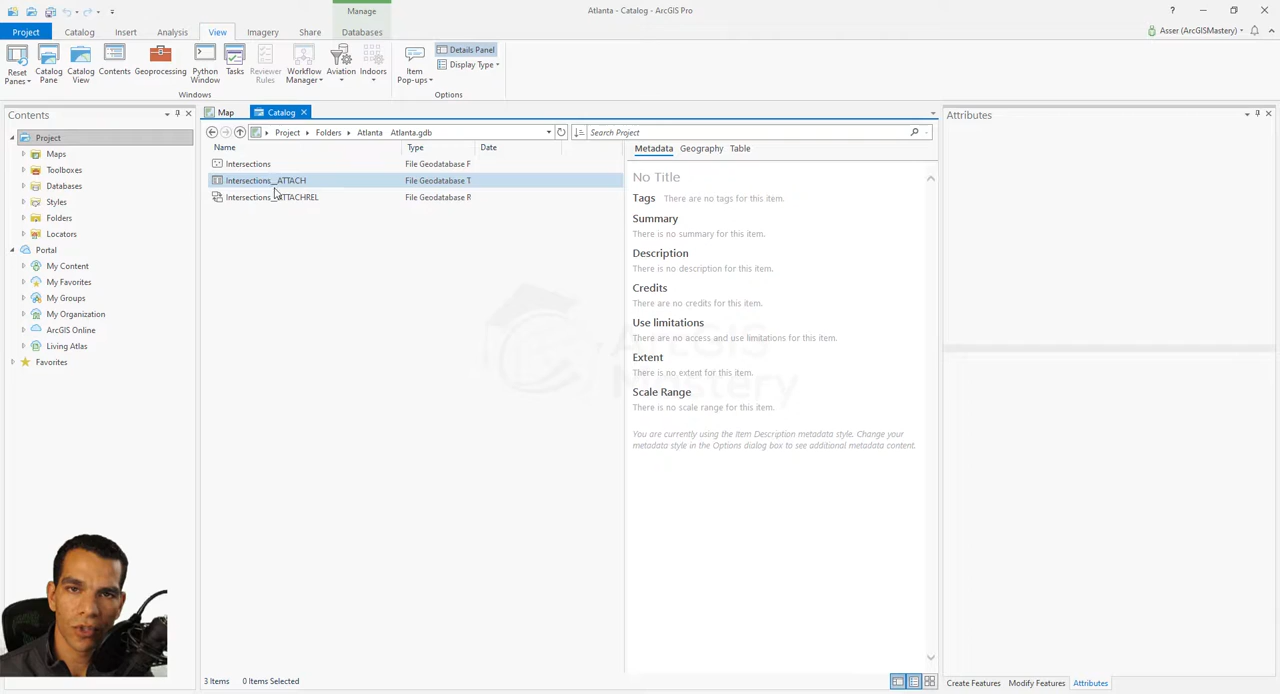 Atlanta - Catalog - ArcGIS Pro
Manage
Project Catalog Insert Analysis View Imagery Share Databases
Asser (ArcGISMastery)
Reset Panes
Catalog Pane
Catalog View
Contents
Geoprocessing
Python Window
Tasks
Reviewer Rules
Workflow Manager
Aviation
Indoors
Item Pop-ups
Details Panel
Display Type
Windows
Options
Contents
Project
Maps
Toolboxes
Databases
Styles
Folders
Locators
Portal
My Content
My Favorites
My Groups
My Organization
ArcGIS Online
Living Atlas
Favorites
Map Catalog
Project Folders Atlanta Atlanta.gdb
Search Project
Name Type Date
Intersections File Geodatabase F
Intersections__ATTACH File Geodatabase T
Intersections__ATTACHREL File Geodatabase R
3 Items 0 Items Selected
Metadata Geography Table
No Title
Tags There are no tags for this item.
Summary
There is no summary for this item.
Description
There is no description for this item.
Credits
There are no credits for this item.
Use limitations
There are no access and use limitations for this item.
Extent
There is no extent for this item.
Scale Range
There is no scale range for this item.
You are currently using the Item Description metadata style. Change your
metadata style in the Options dialog box to see additional metadata content.
ArcGIS
Mastery
Attributes
Create Features Modify Features Attributes